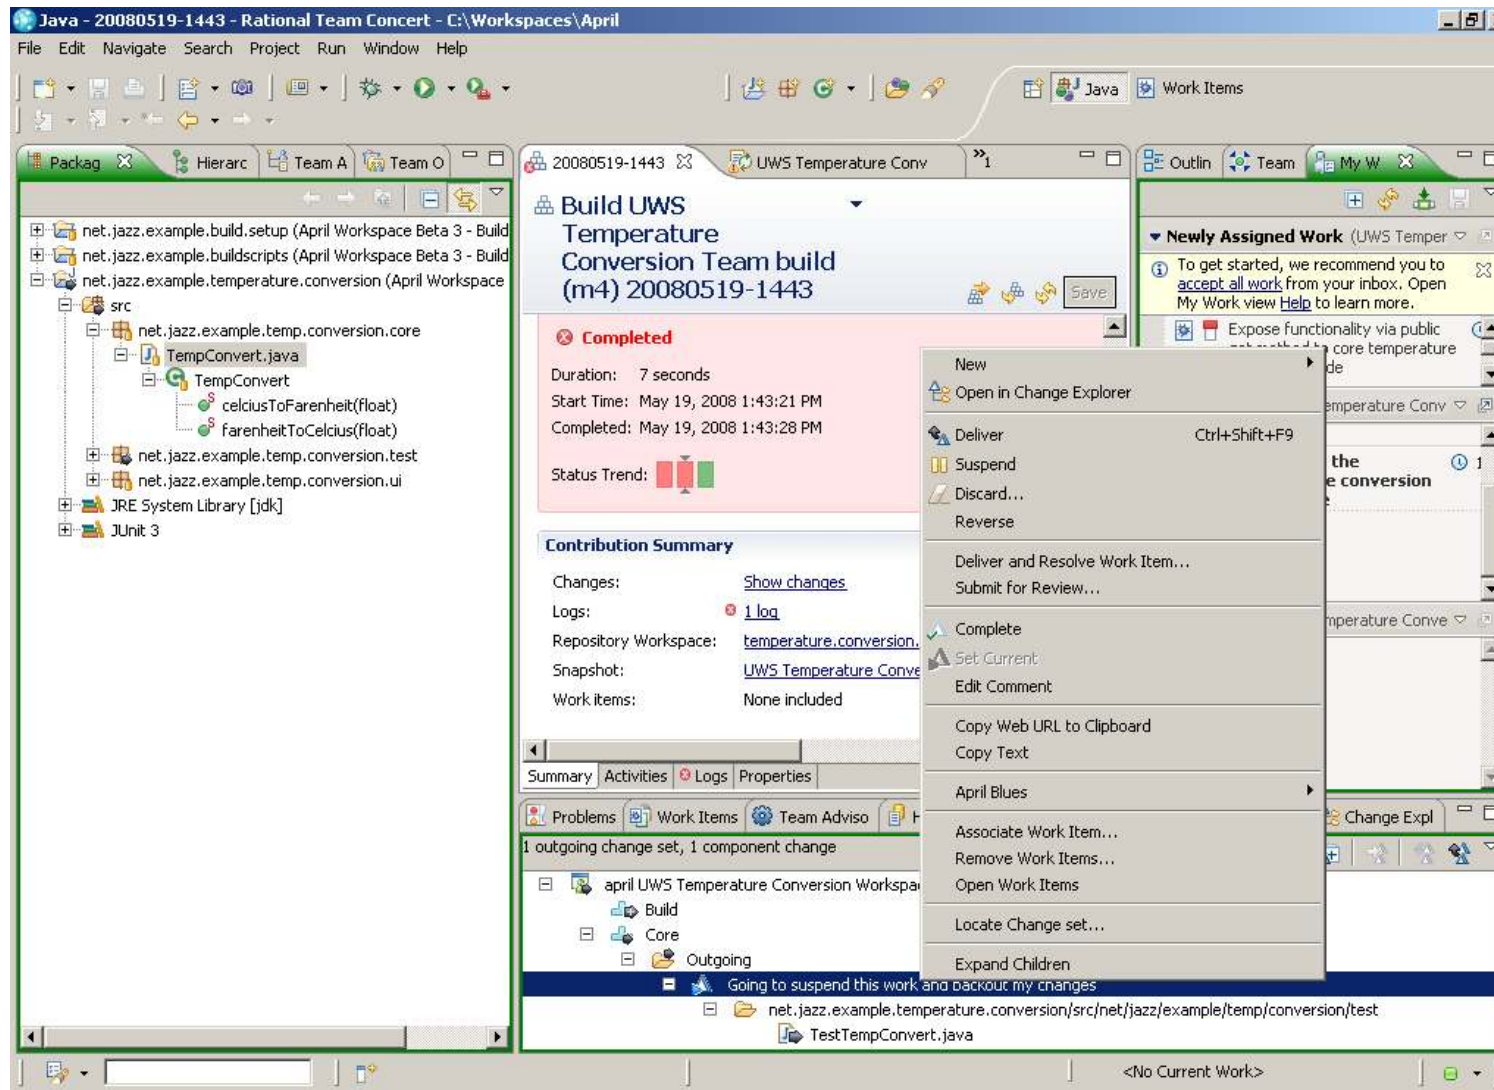 Java - 20080519-1443 - Rational Team Concert - C:\Workspaces\April
File Edit Navigate Search Project Run Window Help
Java
Work Items
Packag
Hierarc
Team A
Team O
net.jazz.example.build.setup (April Workspace Beta 3 - Build
net.jazz.example.buildscripts (April Workspace Beta 3 - Build
net.jazz.example.temperature.conversion (April Workspace
src
net.jazz.example.temp.conversion.core
TempConvert.java
TempConvert
celciusToFarenheit(float)
farenheitToCelcius(float)
net.jazz.example.temp.conversion.test
net.jazz.example.temp.conversion.ui
JRE System Library [jdk]
JUnit 3
20080519-1443
UWS Temperature Conv
»1
Build UWS
Temperature
Conversion Team build
(m4) 20080519-1443
Save
Completed
Duration: 7 seconds
Start Time: May 19, 2008 1:43:21 PM
Completed: May 19, 2008 1:43:28 PM
Status Trend:
Contribution Summary
Changes: Show changes
Logs: 1 log
Repository Workspace: temperature.conversion.
Snapshot: UWS Temperature Conve
Work items: None included
Summary Activities Logs Properties
Outlin
Team
My W
Newly Assigned Work (UWS Temper
To get started, we recommend you to
accept all work from your inbox. Open
My Work view Help to learn more.
Expose functionality via public
core temperature
de
emperature Conv
the
1
e conversion
mperature Conve
New
Open in Change Explorer
Deliver Ctrl+Shift+F9
Suspend
Discard...
Reverse
Deliver and Resolve Work Item...
Submit for Review...
Complete
Set Current
Edit Comment
Copy Web URL to Clipboard
Copy Text
April Blues
Associate Work Item...
Remove Work Items...
Open Work Items
Locate Change set...
Expand Children
Problems
Work Items
Team Adviso
H
Change Expl
1 outgoing change set, 1 component change
april UWS Temperature Conversion Workspa
Build
Core
Outgoing
Going to suspend this work and backout my changes
net.jazz.example.temperature.conversion/src/net/jazz/example/temp/conversion/test
TestTempConvert.java
<No Current Work>